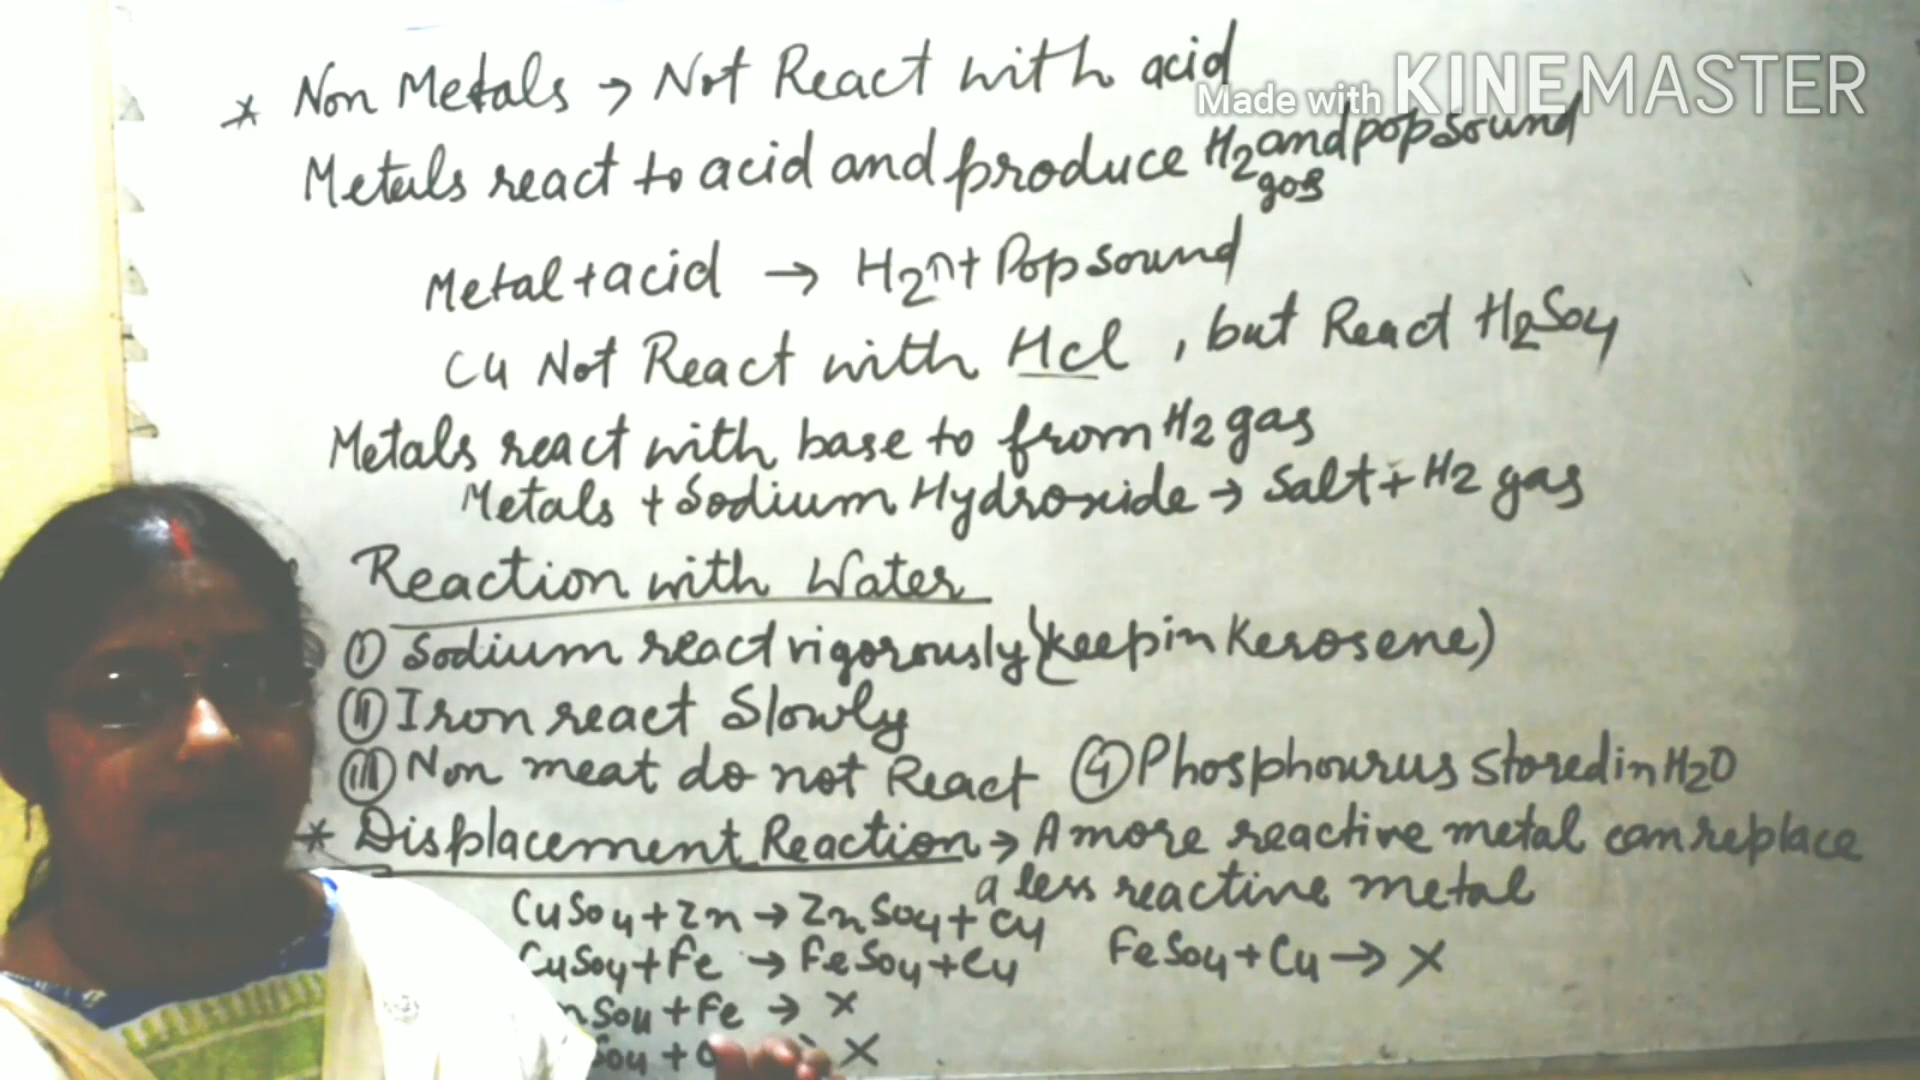 * Non Metals → Not React with acid
Made with KINEMASTER
Metals react to acid and produce H2 gas and pop sound
Metal + acid → H2↑ + Pop sound
Cu Not React with Hcl, but React H2So4
Metals react with base to from H2 gas
Metals + Sodium Hydroxide → Salt + H2 gas
Reaction with Water
(i) Sodium react vigorously (keep in Kerosene)
(ii) Iron react Slowly
(iii) Non meat do not React (4) Phosphourus stored in H2O
* Displacement Reaction → A more reactive metal can replace
a less reactive metal
CuSo4 + Zn → ZnSo4 + Cu
CuSo4 + Fe → FeSo4 + Cu FeSo4 + Cu → X
nSo4 + Fe → X
So4 + X